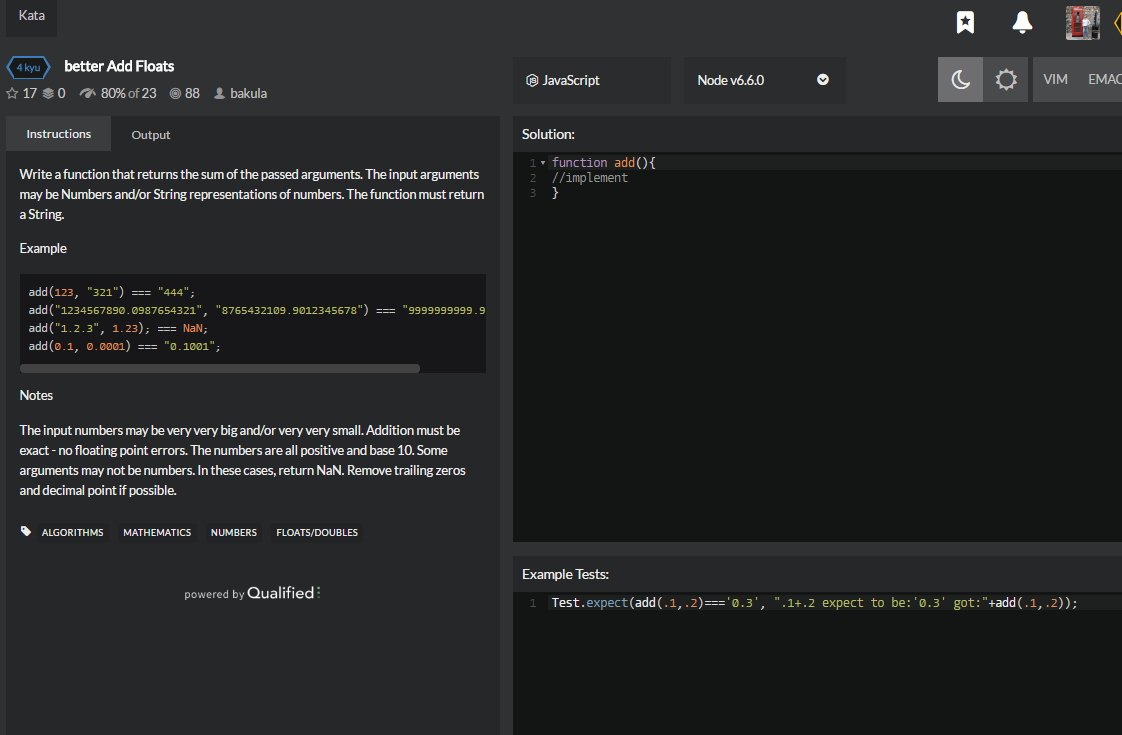 Kata
4 kyu
better Add Floats
17 0 80% of 23 88 bakula
JavaScript
Node v6.6.0
VIM
EMAC
Instructions
Output
Write a function that returns the sum of the passed arguments. The input arguments
may be Numbers and/or String representations of numbers. The function must return
a String.
Example
add(123, "321") === "444";
add("1234567890.0987654321", "8765432109.9012345678") === "9999999999.9
add("1.2.3", 1.23); === NaN;
add(0.1, 0.0001) === "0.1001";
Notes
The input numbers may be very very big and/or very very small. Addition must be
exact - no floating point errors. The numbers are all positive and base 10. Some
arguments may not be numbers. In these cases, return NaN. Remove trailing zeros
and decimal point if possible.
ALGORITHMS MATHEMATICS NUMBERS FLOATS/DOUBLES
powered by Qualified
Solution:
1 function add(){
2 //implement
3 }
Example Tests:
1 Test.expect(add(.1,.2)==='0.3', ".1+.2 expect to be:'0.3' got:"+add(.1,.2));